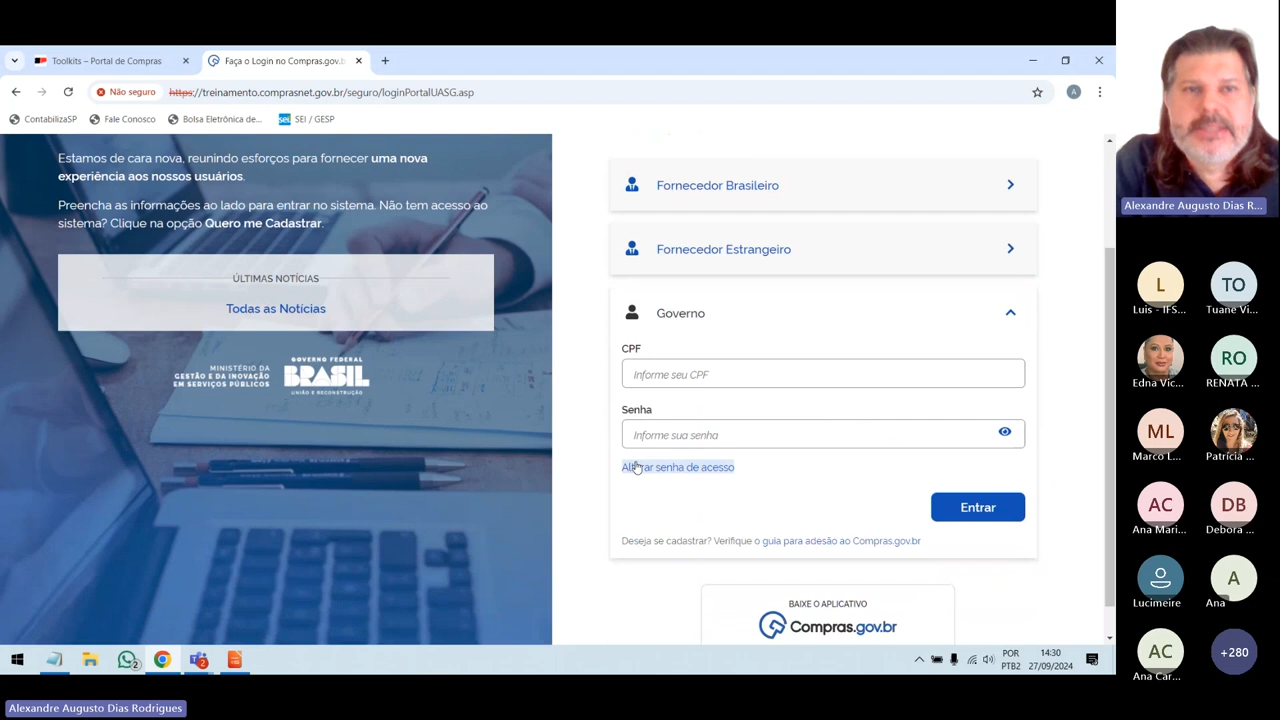 Toolkits – Portal de Compras
Faça o Login no Compras.gov.b
Não seguro
https://treinamento.comprasnet.gov.br/seguro/loginPortalUASG.asp
A
ContabilizaSP
Fale Conosco
Bolsa Eletrônica de...
sei.
SEI / GESP
Estamos de cara nova, reunindo esforços para fornecer uma nova
experiência aos nossos usuários.
Preencha as informações ao lado para entrar no sistema. Não tem acesso ao
sistema? Clique na opção Quero me Cadastrar.
ÚLTIMAS NOTÍCIAS
Todas as Notícias
MINISTÉRIO DA
GESTÃO E DA INOVAÇÃO
EM SERVIÇOS PÚBLICOS
GOVERNO FEDERAL
BRASIL
UNIÃO E RECONSTRUÇÃO
Fornecedor Brasileiro
Fornecedor Estrangeiro
Governo
CPF
Informe seu CPF
Senha
Informe sua senha
Alterar senha de acesso
Entrar
Deseja se cadastrar? Verifique o guia para adesão ao Compras.gov.br
BAIXE O APLICATIVO
Compras.gov.br
2
2
POR
PTB2
14:30
27/09/2024
Alexandre Augusto Dias R...
L
Luis - IFS...
TO
Tuane Vi...
Edna Vic...
RO
RENATA ...
ML
Marco L...
Patrícia ...
AC
Ana Mari...
DB
Debora ...
Lucimeire
A
Ana
AC
Ana Car...
+280
Alexandre Augusto Dias Rodrigues